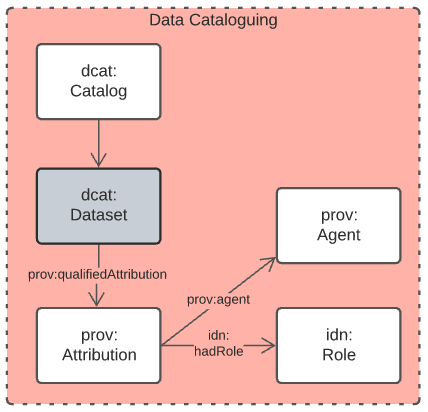 Data Cataloguing
dcat:
Catalog
dcat:
Dataset
prov:
Agent
prov:qualifiedAttribution
prov:agent
prov:
Attribution
idn:
hadRole
idn:
Role